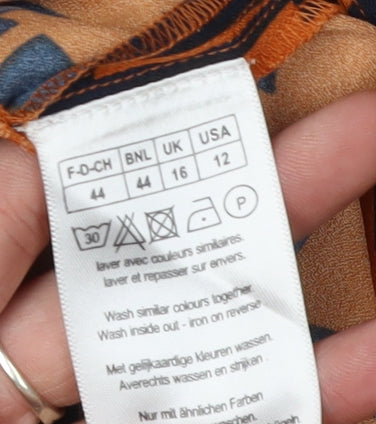 F-D-CH BNL UK USA
44 44 16 12
30 P
laver avec couleurs similaires.
laver et repasser sur envers.
Wash similar colours together
Wash inside out - iron on reverse
Met gelijkaardige kleuren wassen.
Averechts wassen en strijken.
Nur mit ähnlichen Farben